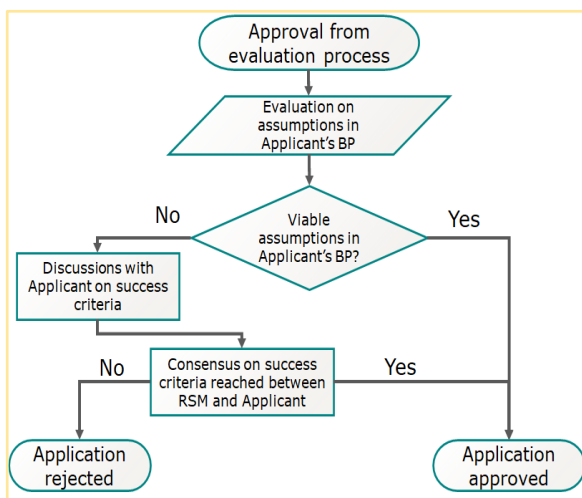 Approval from
evaluation process
Evaluation on
assumptions in
Applicant's BP
No
Yes
Viable
assumptions in
Applicant's BP?
Discussions with
Applicant on success
criteria
No
Consensus on success
criteria reached between
RSM and Applicant
Yes
Application
rejected
Application
approved